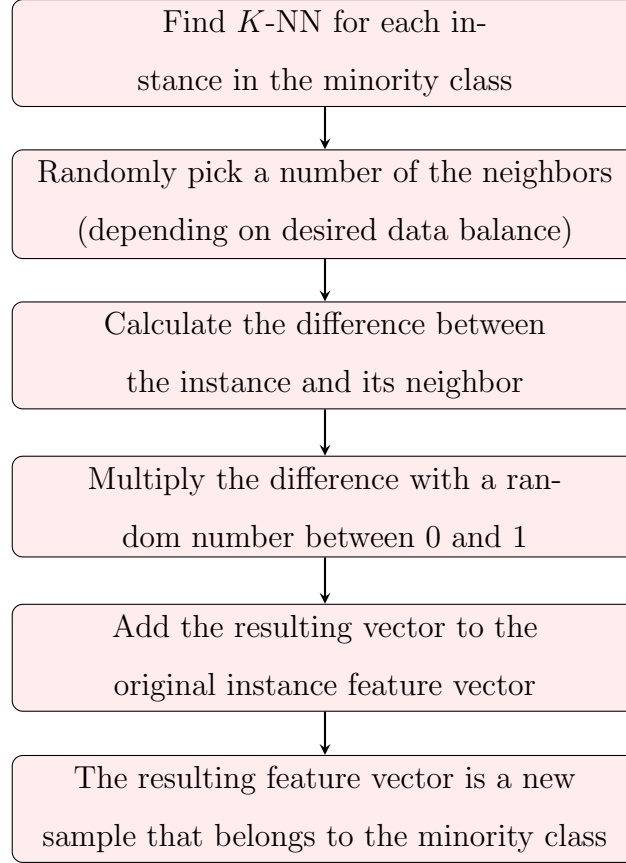 Find K-NN for each in-
stance in the minority class
Randomly pick a number of the neighbors
(depending on desired data balance)
Calculate the difference between
the instance and its neighbor
Multiply the difference with a ran-
dom number between 0 and 1
Add the resulting vector to the
original instance feature vector
The resulting feature vector is a new
sample that belongs to the minority class